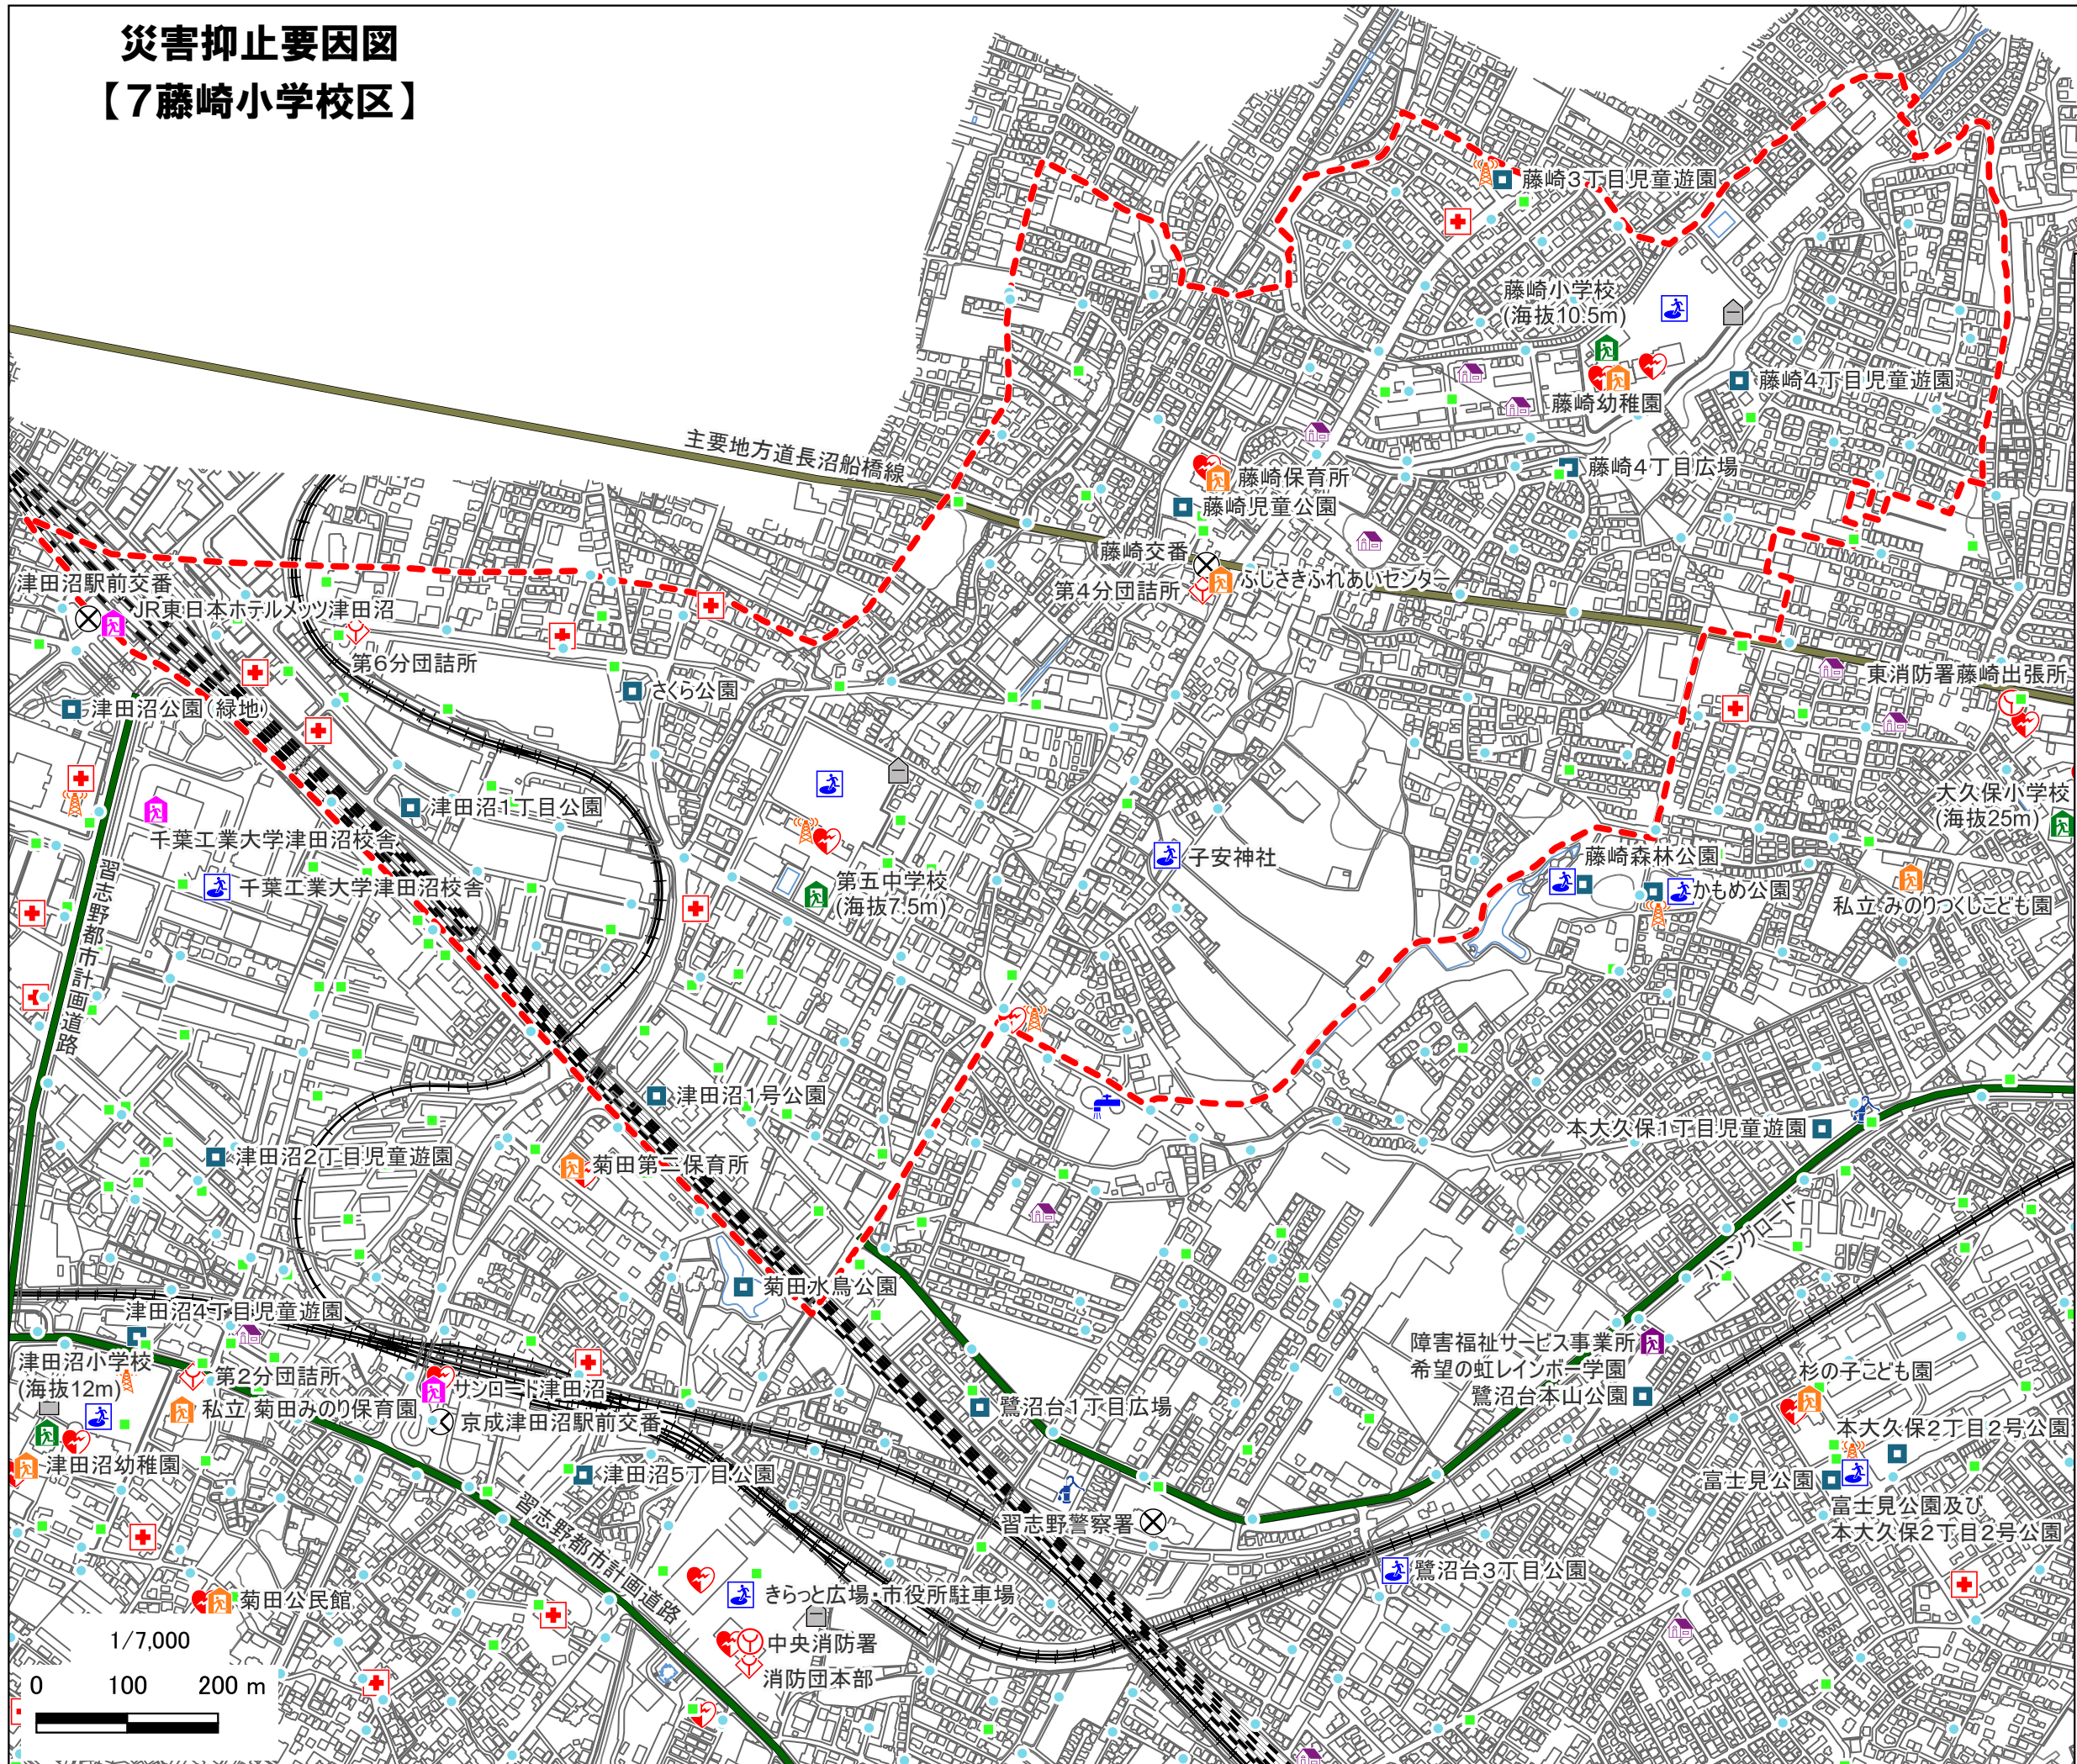 災害抑止要因図
【７藤崎小学校区】
藤崎3丁目児童遊園
藤崎小学校
(海抜10.5m)
藤崎4丁目児童遊園
藤崎幼稚園
主要地方道長沼船橋線
藤崎4丁目広場
藤崎保育所
藤崎児童公園
藤崎交番
ふじさきふれあいセンター
第4分団詰所
津田沼駅前交番
JR東日本ホテルメッツ津田沼
第6分団詰所
さくら公園
東消防署藤崎出張所
津田沼公園(緑地)
津田沼1丁目公園
大久保小学校
(海抜25m)
千葉工業大学津田沼校舎
千葉工業大学津田沼校舎
子安神社
藤崎森林公園
第五中学校
(海抜7.5m)
かもめ公園
私立 みのりつくしこども園
習志野都市計画道路
津田沼1号公園
本大久保1丁目児童遊園
津田沼2丁目児童遊園
菊田第二保育所
ハミングロード
菊田水鳥公園
津田沼4丁目児童遊園
障害福祉サービス事業所
希望の虹レインボー学園
津田沼小学校
(海抜12m)
第2分団詰所
サンロード津田沼
杉の子こども園
鷺沼台本山公園
私立 菊田みのり保育園
京成津田沼駅前交番
鷺沼台1丁目広場
本大久保2丁目2号公園
津田沼幼稚園
津田沼5丁目公園
富士見公園
富士見公園及び
本大久保2丁目2号公園
習志野都市計画道路
習志野警察署
鷺沼台3丁目公園
きらっと広場・市役所駐車場
菊田公民館
中央消防署
消防団本部
1/7,000
0 100 200 m